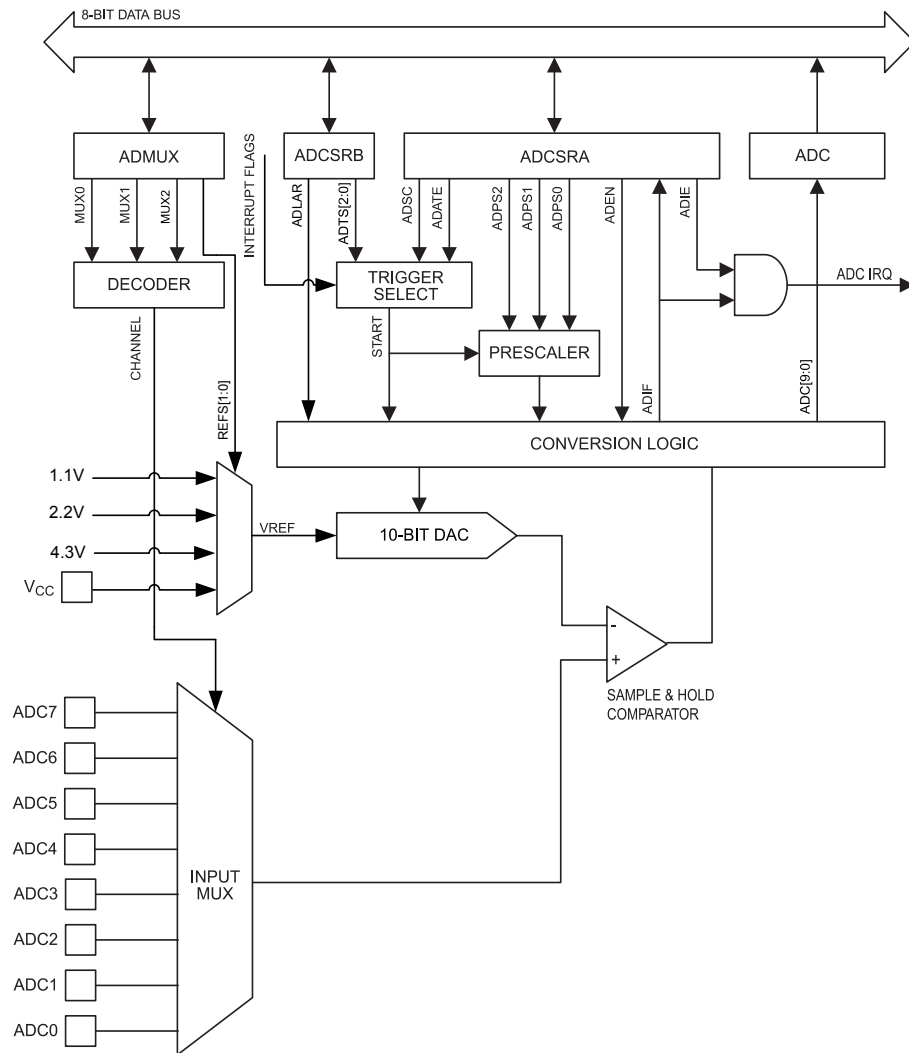 8-BIT DATA BUS
ADMUX
ADCSRB
ADCSRA
ADC
INTERRUPT FLAGS
MUX0
MUX1
MUX2
ADLAR
ADTS[2:0]
ADSC
ADATE
ADPS2
ADPS1
ADPS0
ADEN
ADIE
DECODER
TRIGGER
SELECT
ADC IRQ
CHANNEL
REFS[1:0]
START
PRESCALER
ADIF
ADC[9:0]
CONVERSION LOGIC
1.1V
2.2V
4.3V
VCC
VREF
10-BIT DAC
-
+
SAMPLE & HOLD
COMPARATOR
ADC7
ADC6
ADC5
ADC4
ADC3
ADC2
ADC1
ADC0
INPUT
MUX